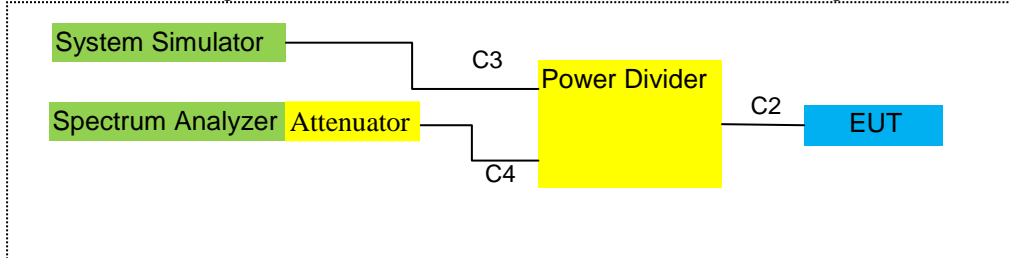 System Simulator
C3
Power Divider
C2
Spectrum Analyzer Attenuator
EUT
C4